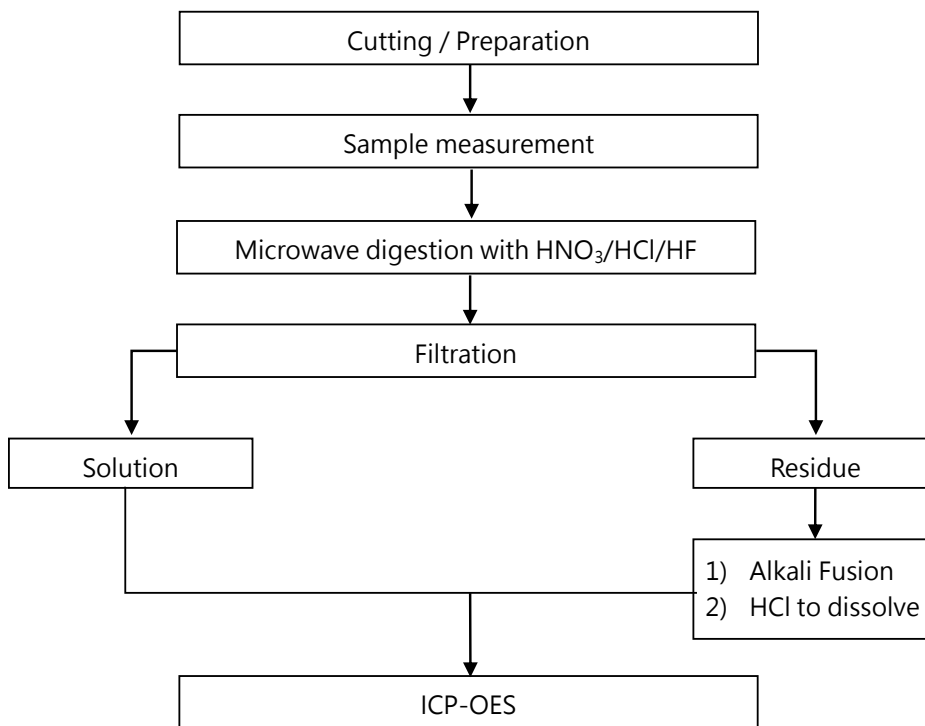 Cutting / Preparation
Sample measurement
Microwave digestion with HNO₃/HCl/HF
Filtration
Solution
Residue
1) Alkali Fusion
2) HCl to dissolve
ICP-OES